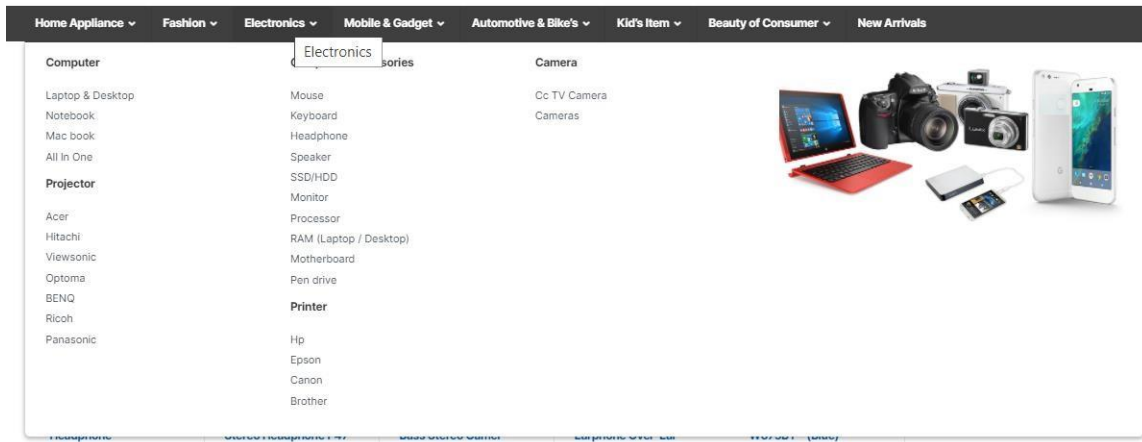 Home Appliance Fashion Electronics Mobile & Gadget Automotive & Bike's Kid's Item Beauty of Consumer New Arrivals
Electronics
Computer
Laptop & Desktop
Notebook
Mac book
All In One
Projector
Acer
Hitachi
Viewsonic
Optoma
BENQ
Ricoh
Panasonic
Mouse
Keyboard
Headphone
Speaker
SSD/HDD
Monitor
Processor
RAM (Laptop / Desktop)
Motherboard
Pen drive
Printer
Hp
Epson
Canon
Brother
Camera
Cc TV Camera
Cameras